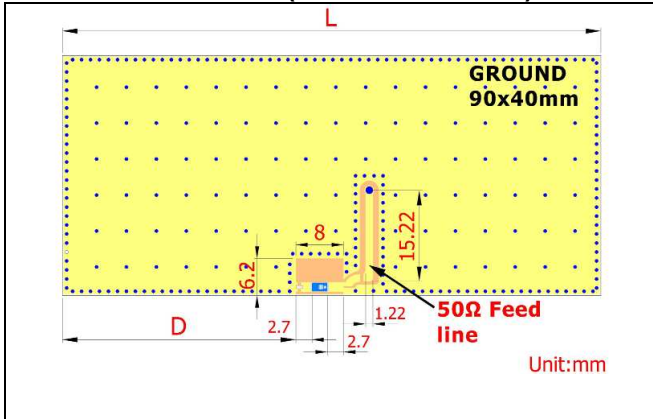 L
GROUND
90x40mm
8
15.22
6.2
50Ω Feed
line
1.22
D
2.7
2.7
Unit:mm